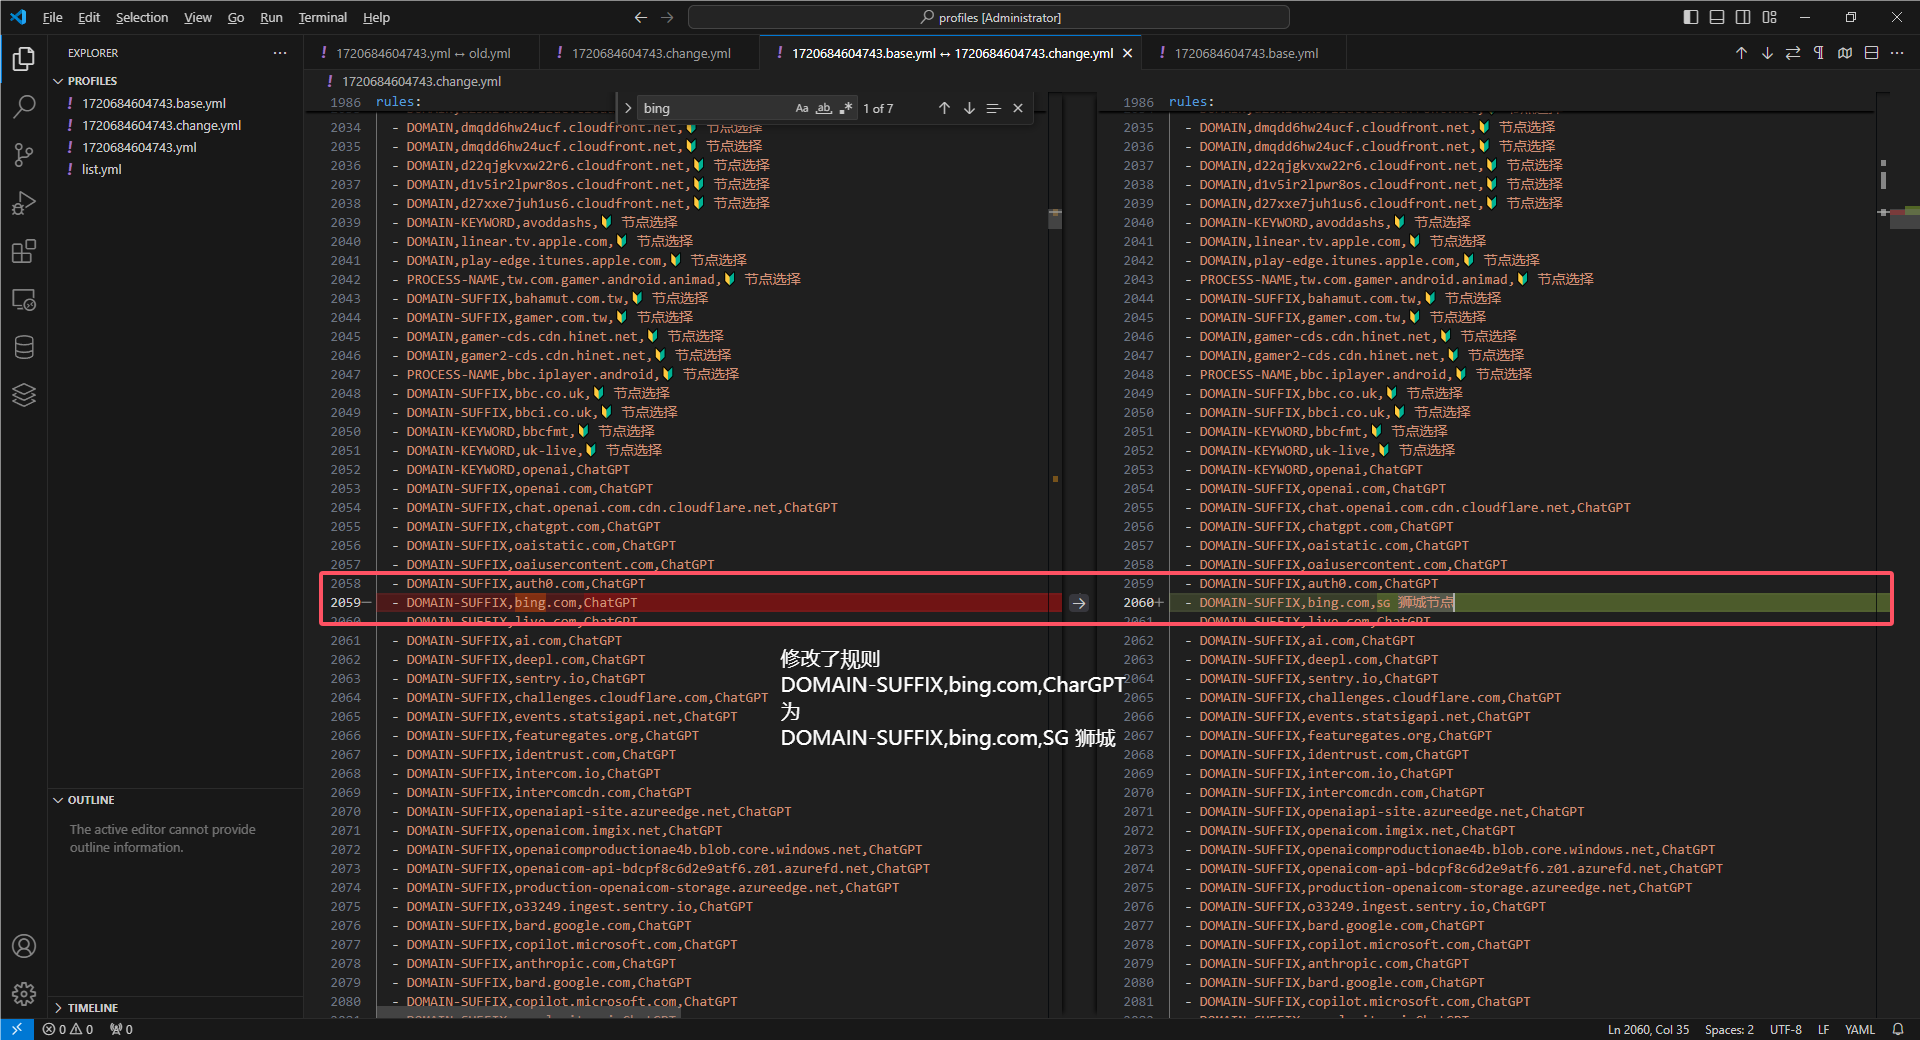 File Edit Selection View Go Run Terminal Help
profiles [Administrator]
EXPLORER
PROFILES
1720684604743.base.yml
1720684604743.change.yml
1720684604743.yml
list.yml
OUTLINE
The active editor cannot provide
outline information.
TIMELINE
! 1720684604743.yml ↔ old.yml
! 1720684604743.change.yml
! 1720684604743.base.yml ↔ 1720684604743.change.yml
! 1720684604743.base.yml
! 1720684604743.change.yml
bing Aa ab .* 1 of 7
1986 rules:
2034 - DOMAIN,dmqdd6hw24ucf.cloudfront.net,🔰 节点选择
2035 - DOMAIN,dmqdd6hw24ucf.cloudfront.net,🔰 节点选择
2036 - DOMAIN,d22qjgkvxw22r6.cloudfront.net,🔰 节点选择
2037 - DOMAIN,d1v5ir2lpwr8os.cloudfront.net,🔰 节点选择
2038 - DOMAIN,d27xxe7juh1us6.cloudfront.net,🔰 节点选择
2039 - DOMAIN-KEYWORD,avoddashs,🔰 节点选择
2040 - DOMAIN,linear.tv.apple.com,🔰 节点选择
2041 - DOMAIN,play-edge.itunes.apple.com,🔰 节点选择
2042 - PROCESS-NAME,tw.com.gamer.android.animad,🔰 节点选择
2043 - DOMAIN-SUFFIX,bahamut.com.tw,🔰 节点选择
2044 - DOMAIN-SUFFIX,gamer.com.tw,🔰 节点选择
2045 - DOMAIN,gamer-cds.cdn.hinet.net,🔰 节点选择
2046 - DOMAIN,gamer2-cds.cdn.hinet.net,🔰 节点选择
2047 - PROCESS-NAME,bbc.iplayer.android,🔰 节点选择
2048 - DOMAIN-SUFFIX,bbc.co.uk,🔰 节点选择
2049 - DOMAIN-SUFFIX,bbci.co.uk,🔰 节点选择
2050 - DOMAIN-KEYWORD,bbcfmt,🔰 节点选择
2051 - DOMAIN-KEYWORD,uk-live,🔰 节点选择
2052 - DOMAIN-KEYWORD,openai,ChatGPT
2053 - DOMAIN-SUFFIX,openai.com,ChatGPT
2054 - DOMAIN-SUFFIX,chat.openai.com.cdn.cloudflare.net,ChatGPT
2055 - DOMAIN-SUFFIX,chatgpt.com,ChatGPT
2056 - DOMAIN-SUFFIX,oaistatic.com,ChatGPT
2057 - DOMAIN-SUFFIX,oaiusercontent.com,ChatGPT
2058 - DOMAIN-SUFFIX,auth0.com,ChatGPT
2059— - DOMAIN-SUFFIX,bing.com,ChatGPT
2060 - DOMAIN-SUFFIX,live.com,ChatGPT
2061 - DOMAIN-SUFFIX,ai.com,ChatGPT
2062 - DOMAIN-SUFFIX,deepl.com,ChatGPT
2063 - DOMAIN-SUFFIX,sentry.io,ChatGPT
2064 - DOMAIN-SUFFIX,challenges.cloudflare.com,ChatGPT
2065 - DOMAIN-SUFFIX,events.statsigapi.net,ChatGPT
2066 - DOMAIN-SUFFIX,featuregates.org,ChatGPT
2067 - DOMAIN-SUFFIX,identrust.com,ChatGPT
2068 - DOMAIN-SUFFIX,intercom.io,ChatGPT
2069 - DOMAIN-SUFFIX,intercomcdn.com,ChatGPT
2070 - DOMAIN-SUFFIX,openaiapi-site.azureedge.net,ChatGPT
2071 - DOMAIN-SUFFIX,openaicom.imgix.net,ChatGPT
2072 - DOMAIN-SUFFIX,openaicomproductionae4b.blob.core.windows.net,ChatGPT
2073 - DOMAIN-SUFFIX,openaicom-api-bdcpf8c6d2e9atf6.z01.azurefd.net,ChatGPT
2074 - DOMAIN-SUFFIX,production-openaicom-storage.azureedge.net,ChatGPT
2075 - DOMAIN-SUFFIX,o33249.ingest.sentry.io,ChatGPT
2076 - DOMAIN-SUFFIX,bard.google.com,ChatGPT
2077 - DOMAIN-SUFFIX,copilot.microsoft.com,ChatGPT
2078 - DOMAIN-SUFFIX,anthropic.com,ChatGPT
2079 - DOMAIN-SUFFIX,bard.google.com,ChatGPT
2080 - DOMAIN-SUFFIX,copilot.microsoft.com,ChatGPT
修改了规则
DOMAIN-SUFFIX,bing.com,CharGPT
为
DOMAIN-SUFFIX,bing.com,SG 狮城
1986 rules:
2035 - DOMAIN,dmqdd6hw24ucf.cloudfront.net,🔰 节点选择
2036 - DOMAIN,dmqdd6hw24ucf.cloudfront.net,🔰 节点选择
2037 - DOMAIN,d22qjgkvxw22r6.cloudfront.net,🔰 节点选择
2038 - DOMAIN,d1v5ir2lpwr8os.cloudfront.net,🔰 节点选择
2039 - DOMAIN,d27xxe7juh1us6.cloudfront.net,🔰 节点选择
2040 - DOMAIN-KEYWORD,avoddashs,🔰 节点选择
2041 - DOMAIN,linear.tv.apple.com,🔰 节点选择
2042 - DOMAIN,play-edge.itunes.apple.com,🔰 节点选择
2043 - PROCESS-NAME,tw.com.gamer.android.animad,🔰 节点选择
2044 - DOMAIN-SUFFIX,bahamut.com.tw,🔰 节点选择
2045 - DOMAIN-SUFFIX,gamer.com.tw,🔰 节点选择
2046 - DOMAIN,gamer-cds.cdn.hinet.net,🔰 节点选择
2047 - DOMAIN,gamer2-cds.cdn.hinet.net,🔰 节点选择
2048 - PROCESS-NAME,bbc.iplayer.android,🔰 节点选择
2049 - DOMAIN-SUFFIX,bbc.co.uk,🔰 节点选择
2050 - DOMAIN-SUFFIX,bbci.co.uk,🔰 节点选择
2051 - DOMAIN-KEYWORD,bbcfmt,🔰 节点选择
2052 - DOMAIN-KEYWORD,uk-live,🔰 节点选择
2053 - DOMAIN-KEYWORD,openai,ChatGPT
2054 - DOMAIN-SUFFIX,openai.com,ChatGPT
2055 - DOMAIN-SUFFIX,chat.openai.com.cdn.cloudflare.net,ChatGPT
2056 - DOMAIN-SUFFIX,chatgpt.com,ChatGPT
2057 - DOMAIN-SUFFIX,oaistatic.com,ChatGPT
2058 - DOMAIN-SUFFIX,oaiusercontent.com,ChatGPT
2059 - DOMAIN-SUFFIX,auth0.com,ChatGPT
2060+ - DOMAIN-SUFFIX,bing.com,SG 狮城节点
2061 - DOMAIN-SUFFIX,live.com,ChatGPT
2062 - DOMAIN-SUFFIX,ai.com,ChatGPT
2063 - DOMAIN-SUFFIX,deepl.com,ChatGPT
2064 - DOMAIN-SUFFIX,sentry.io,ChatGPT
2065 - DOMAIN-SUFFIX,challenges.cloudflare.com,ChatGPT
2066 - DOMAIN-SUFFIX,events.statsigapi.net,ChatGPT
2067 - DOMAIN-SUFFIX,featuregates.org,ChatGPT
2068 - DOMAIN-SUFFIX,identrust.com,ChatGPT
2069 - DOMAIN-SUFFIX,intercom.io,ChatGPT
2070 - DOMAIN-SUFFIX,intercomcdn.com,ChatGPT
2071 - DOMAIN-SUFFIX,openaiapi-site.azureedge.net,ChatGPT
2072 - DOMAIN-SUFFIX,openaicom.imgix.net,ChatGPT
2073 - DOMAIN-SUFFIX,openaicomproductionae4b.blob.core.windows.net,ChatGPT
2074 - DOMAIN-SUFFIX,openaicom-api-bdcpf8c6d2e9atf6.z01.azurefd.net,ChatGPT
2075 - DOMAIN-SUFFIX,production-openaicom-storage.azureedge.net,ChatGPT
2076 - DOMAIN-SUFFIX,o33249.ingest.sentry.io,ChatGPT
2077 - DOMAIN-SUFFIX,bard.google.com,ChatGPT
2078 - DOMAIN-SUFFIX,copilot.microsoft.com,ChatGPT
2079 - DOMAIN-SUFFIX,anthropic.com,ChatGPT
2080 - DOMAIN-SUFFIX,bard.google.com,ChatGPT
2081 - DOMAIN-SUFFIX,copilot.microsoft.com,ChatGPT
0 0 0
Ln 2060, Col 35 Spaces: 2 UTF-8 LF YAML